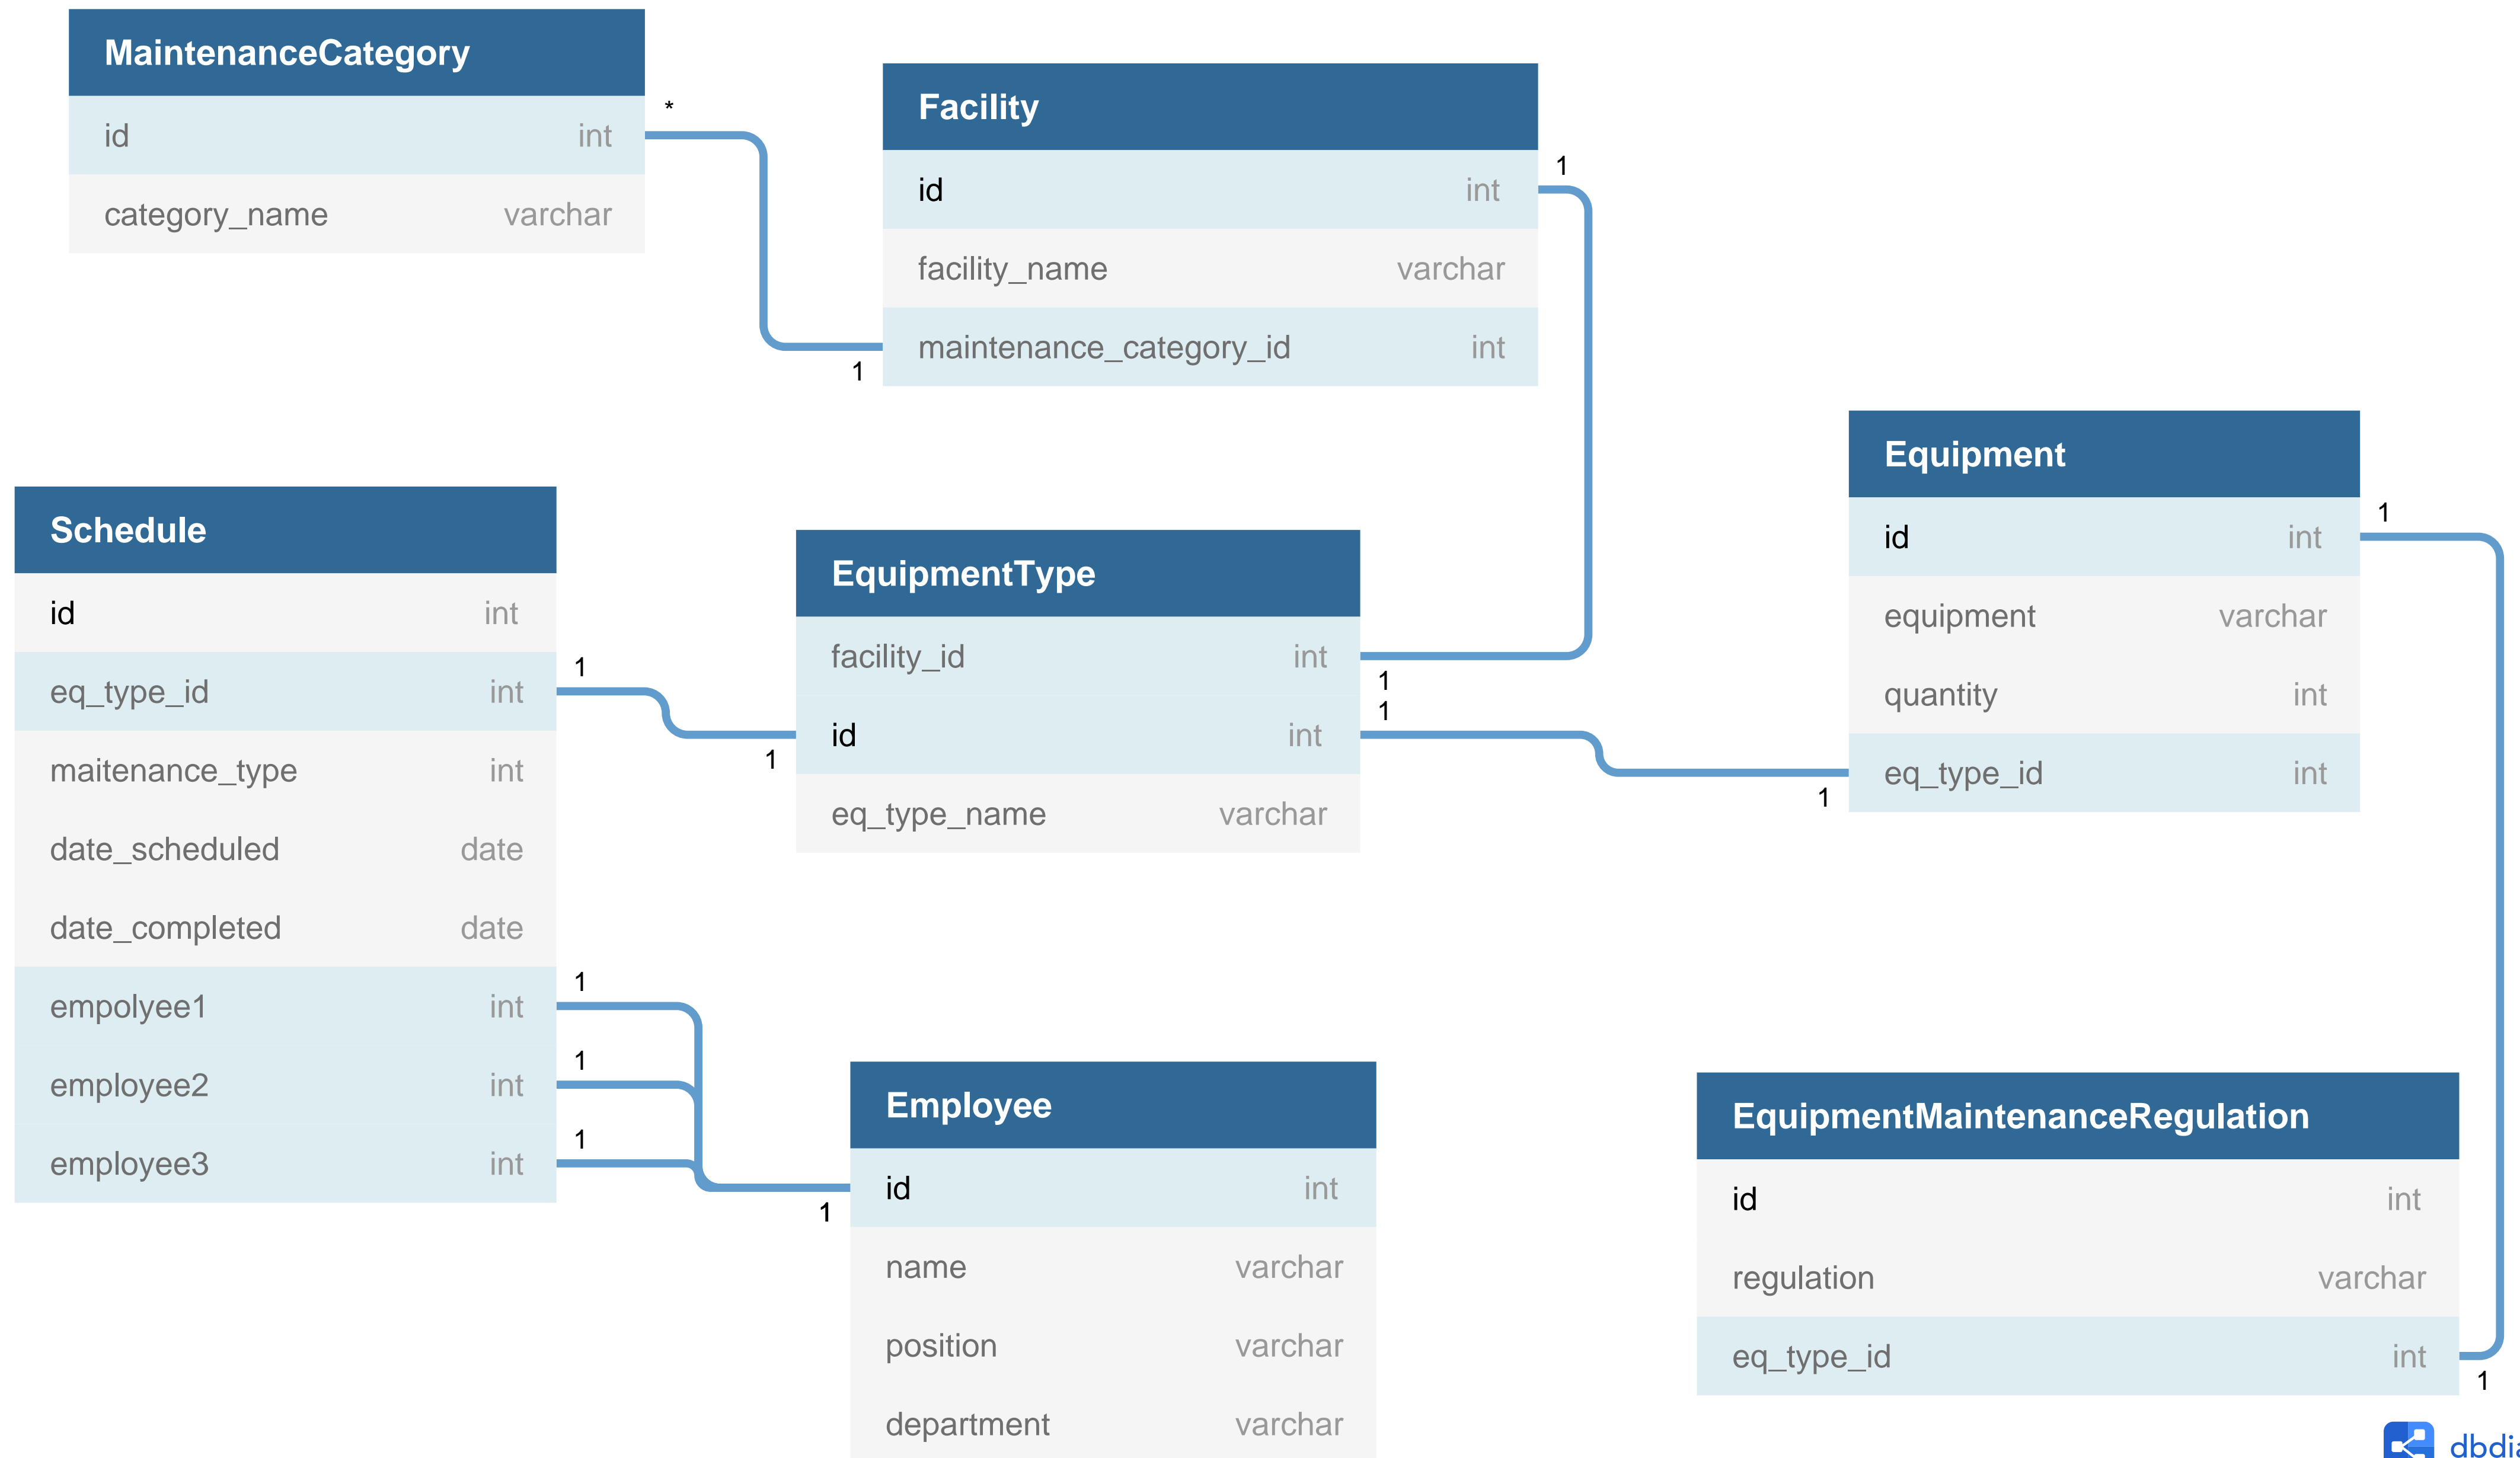 MaintenanceCategory
id int
category_name varchar
*
1
Facility
id int
facility_name varchar
maintenance_category_id int
1
1
Schedule
id int
eq_type_id int
maitenance_type int
date_scheduled date
date_completed date
empolyee1 int
employee2 int
employee3 int
1
1
1
1
1
EquipmentType
facility_id int
id int
eq_type_name varchar
1
1
Equipment
id int
equipment varchar
quantity int
eq_type_id int
1
1
Employee
id int
name varchar
position varchar
department varchar
1
EquipmentMaintenanceRegulation
id int
regulation varchar
eq_type_id int
1